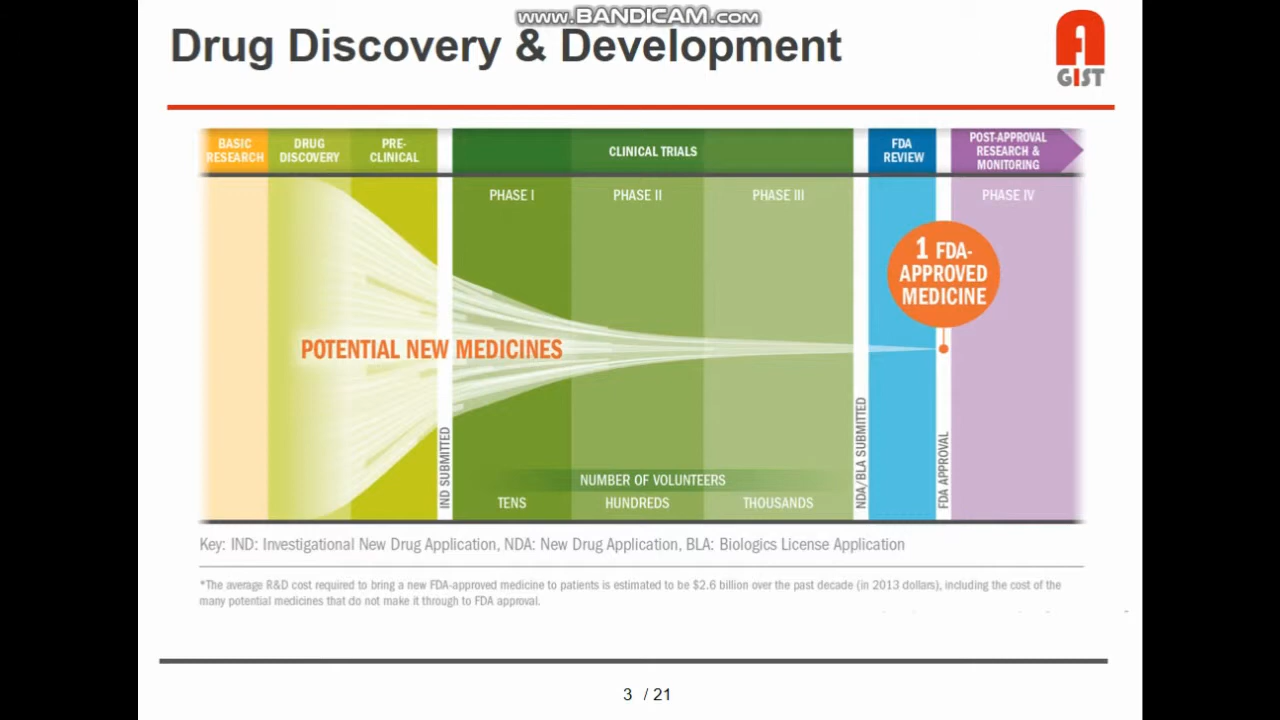 www.BANDICAM.com
Drug Discovery & Development
GIST
BASIC
RESEARCH
DRUG
DISCOVERY
PRE-
CLINICAL
CLINICAL TRIALS
FDA
REVIEW
POST-APPROVAL
RESEARCH &
MONITORING
PHASE I
PHASE II
PHASE III
PHASE IV
1 FDA-
APPROVED
MEDICINE
POTENTIAL NEW MEDICINES
IND SUBMITTED
NDA/BLA SUBMITTED
FDA APPROVAL
NUMBER OF VOLUNTEERS
TENS
HUNDREDS
THOUSANDS
Key: IND: Investigational New Drug Application, NDA: New Drug Application, BLA: Biologics License Application
*The average R&D cost required to bring a new FDA-approved medicine to patients is estimated to be $2.6 billion over the past decade (in 2013 dollars), including the cost of the
many potential medicines that do not make it through to FDA approval.
3 / 21